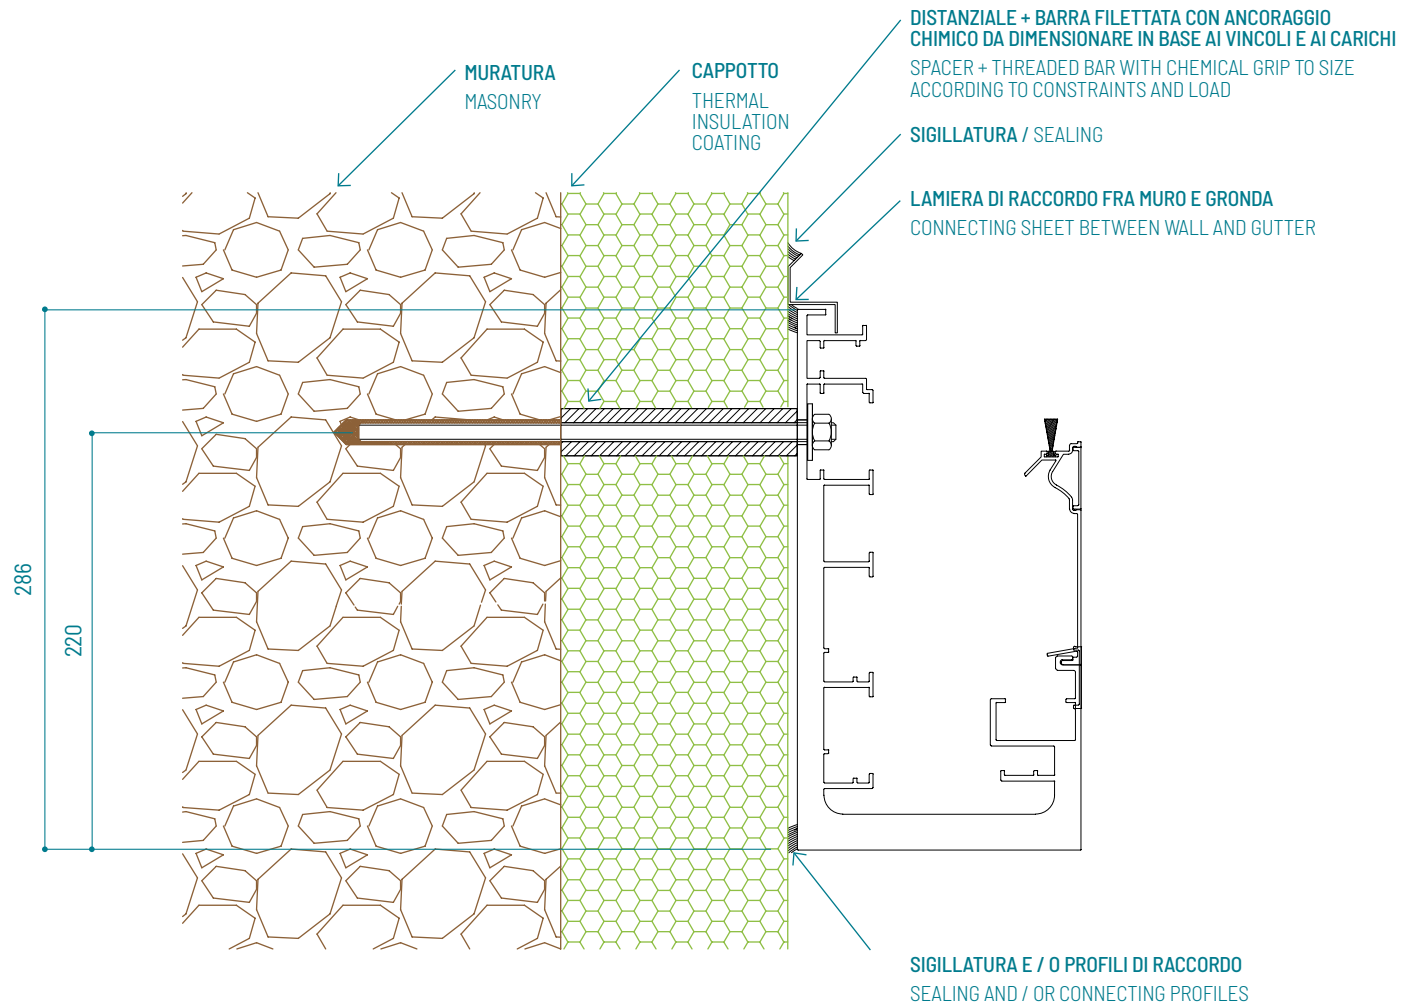 DISTANZIALE + BARRA FILETTATA CON ANCORAGGIO
CHIMICO DA DIMENSIONARE IN BASE AI VINCOLI E AI CARICHI
SPACER + THREADED BAR WITH CHEMICAL GRIP TO SIZE
ACCORDING TO CONSTRAINTS AND LOAD
MURATURA
MASONRY
CAPPOTTO
THERMAL
INSULATION
COATING
SIGILLATURA / SEALING
LAMIERA DI RACCORDO FRA MURO E GRONDA
CONNECTING SHEET BETWEEN WALL AND GUTTER
286
220
SIGILLATURA E / O PROFILI DI RACCORDO
SEALING AND / OR CONNECTING PROFILES